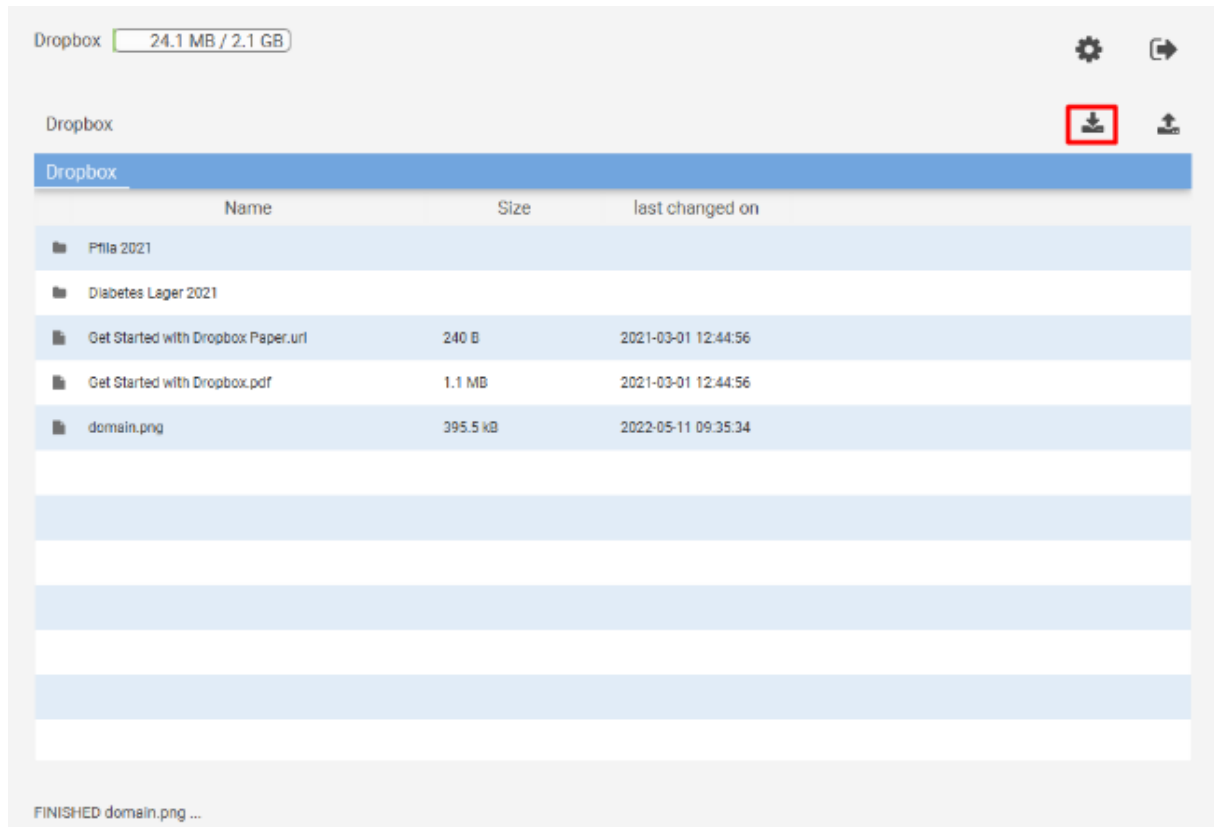 Dropbox 24.1 MB / 2.1 GB
Dropbox
Dropbox
Name Size last changed on
Pfila 2021
Diabetes Lager 2021
Get Started with Dropbox Paper.url 240 B 2021-03-01 12:44:56
Get Started with Dropbox.pdf 1.1 MB 2021-03-01 12:44:56
domain.png 395.5 kB 2022-05-11 09:35:34
FINISHED domain.png ...